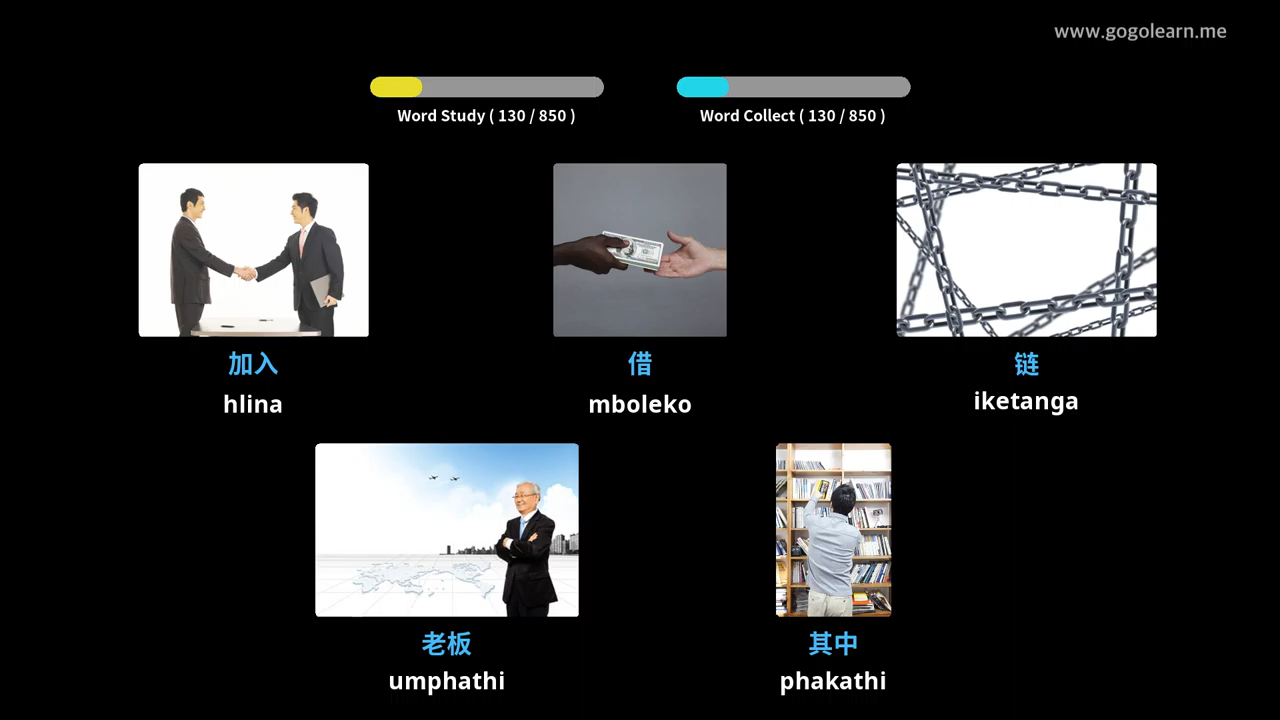 www.gogolearn.me
Word Study ( 130 / 850 )
Word Collect ( 130 / 850 )
加入
hlina
借
mboleko
链
iketanga
老板
umphathi
其中
phakathi